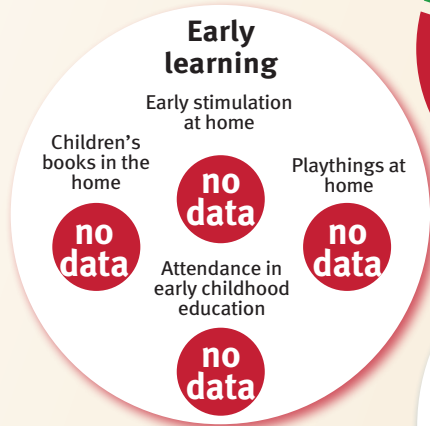 Early
learning
Early stimulation
at home
no
data
Children’s
books in the
home
no
data
Playthings at
home
no
data
Attendance in
early childhood
education
no
data